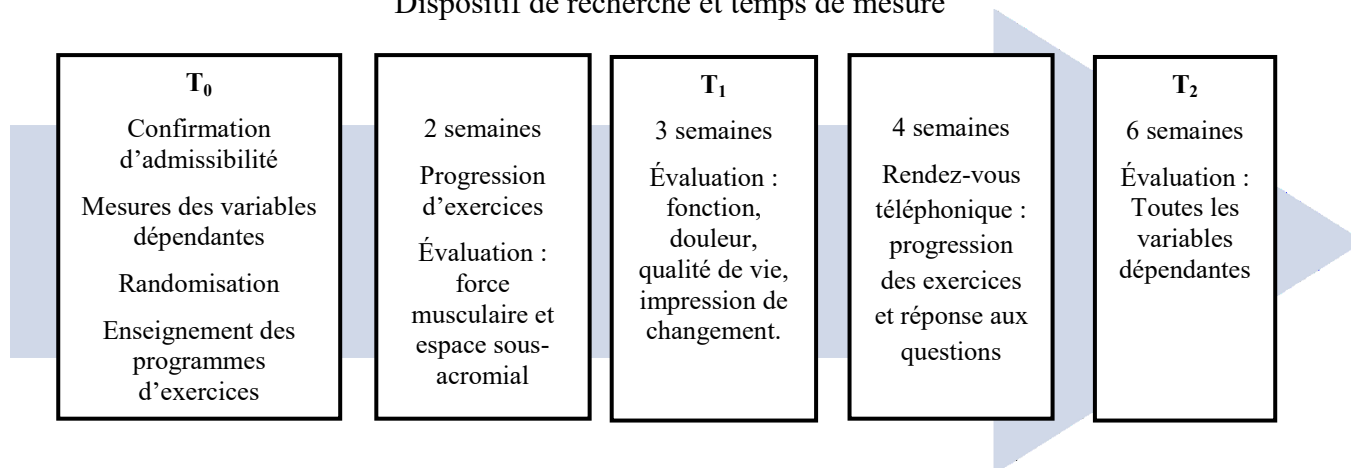 Dispositif de recherche et temps de mesure
T0
Confirmation
d’admissibilité
Mesures des variables
dépendantes
Randomisation
Enseignement des
programmes
d’exercices
2 semaines
Progression
d’exercices
Évaluation :
force
musculaire et
espace sous-
acromial
T1
3 semaines
Évaluation :
fonction,
douleur,
qualité de vie,
impression de
changement.
4 semaines
Rendez-vous
téléphonique :
progression
des exercices
et réponse aux
questions
T2
6 semaines
Évaluation :
Toutes les
variables
dépendantes